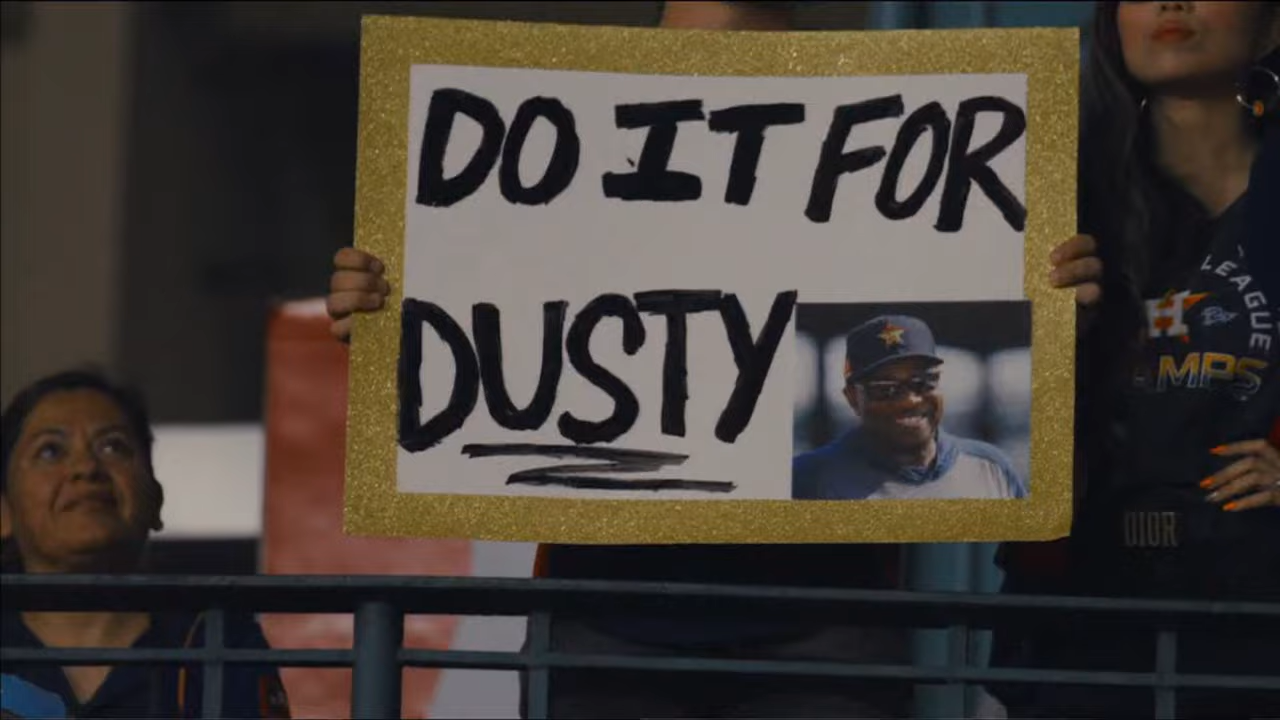 DO IT FOR
DUSTY
LEAGUE
H
MPS
DIOR